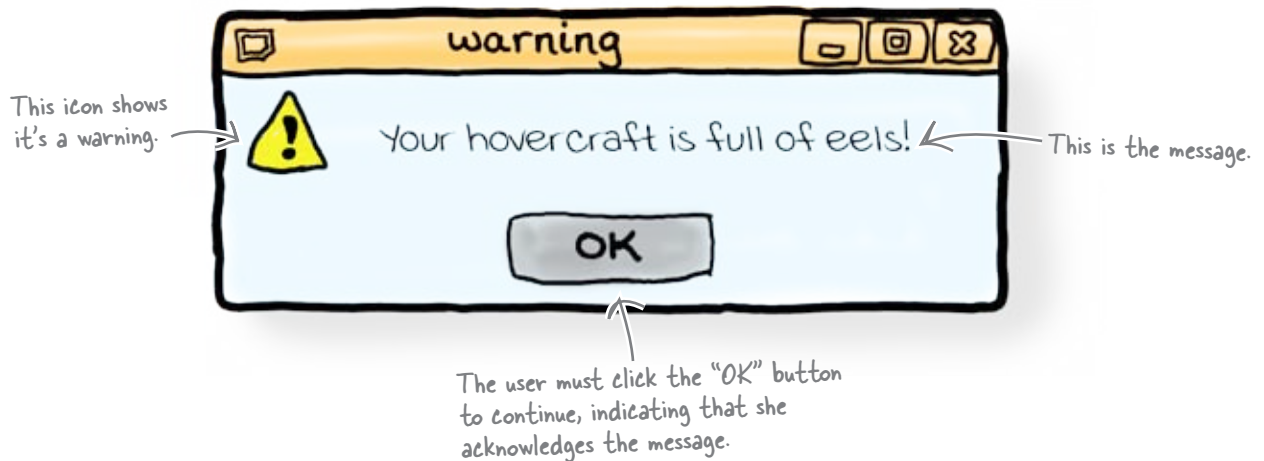 warning
This icon shows
it's a warning.
Your hovercraft is full of eels!
This is the message.
OK
The user must click the “OK” button
to continue, indicating that she
acknowledges the message.